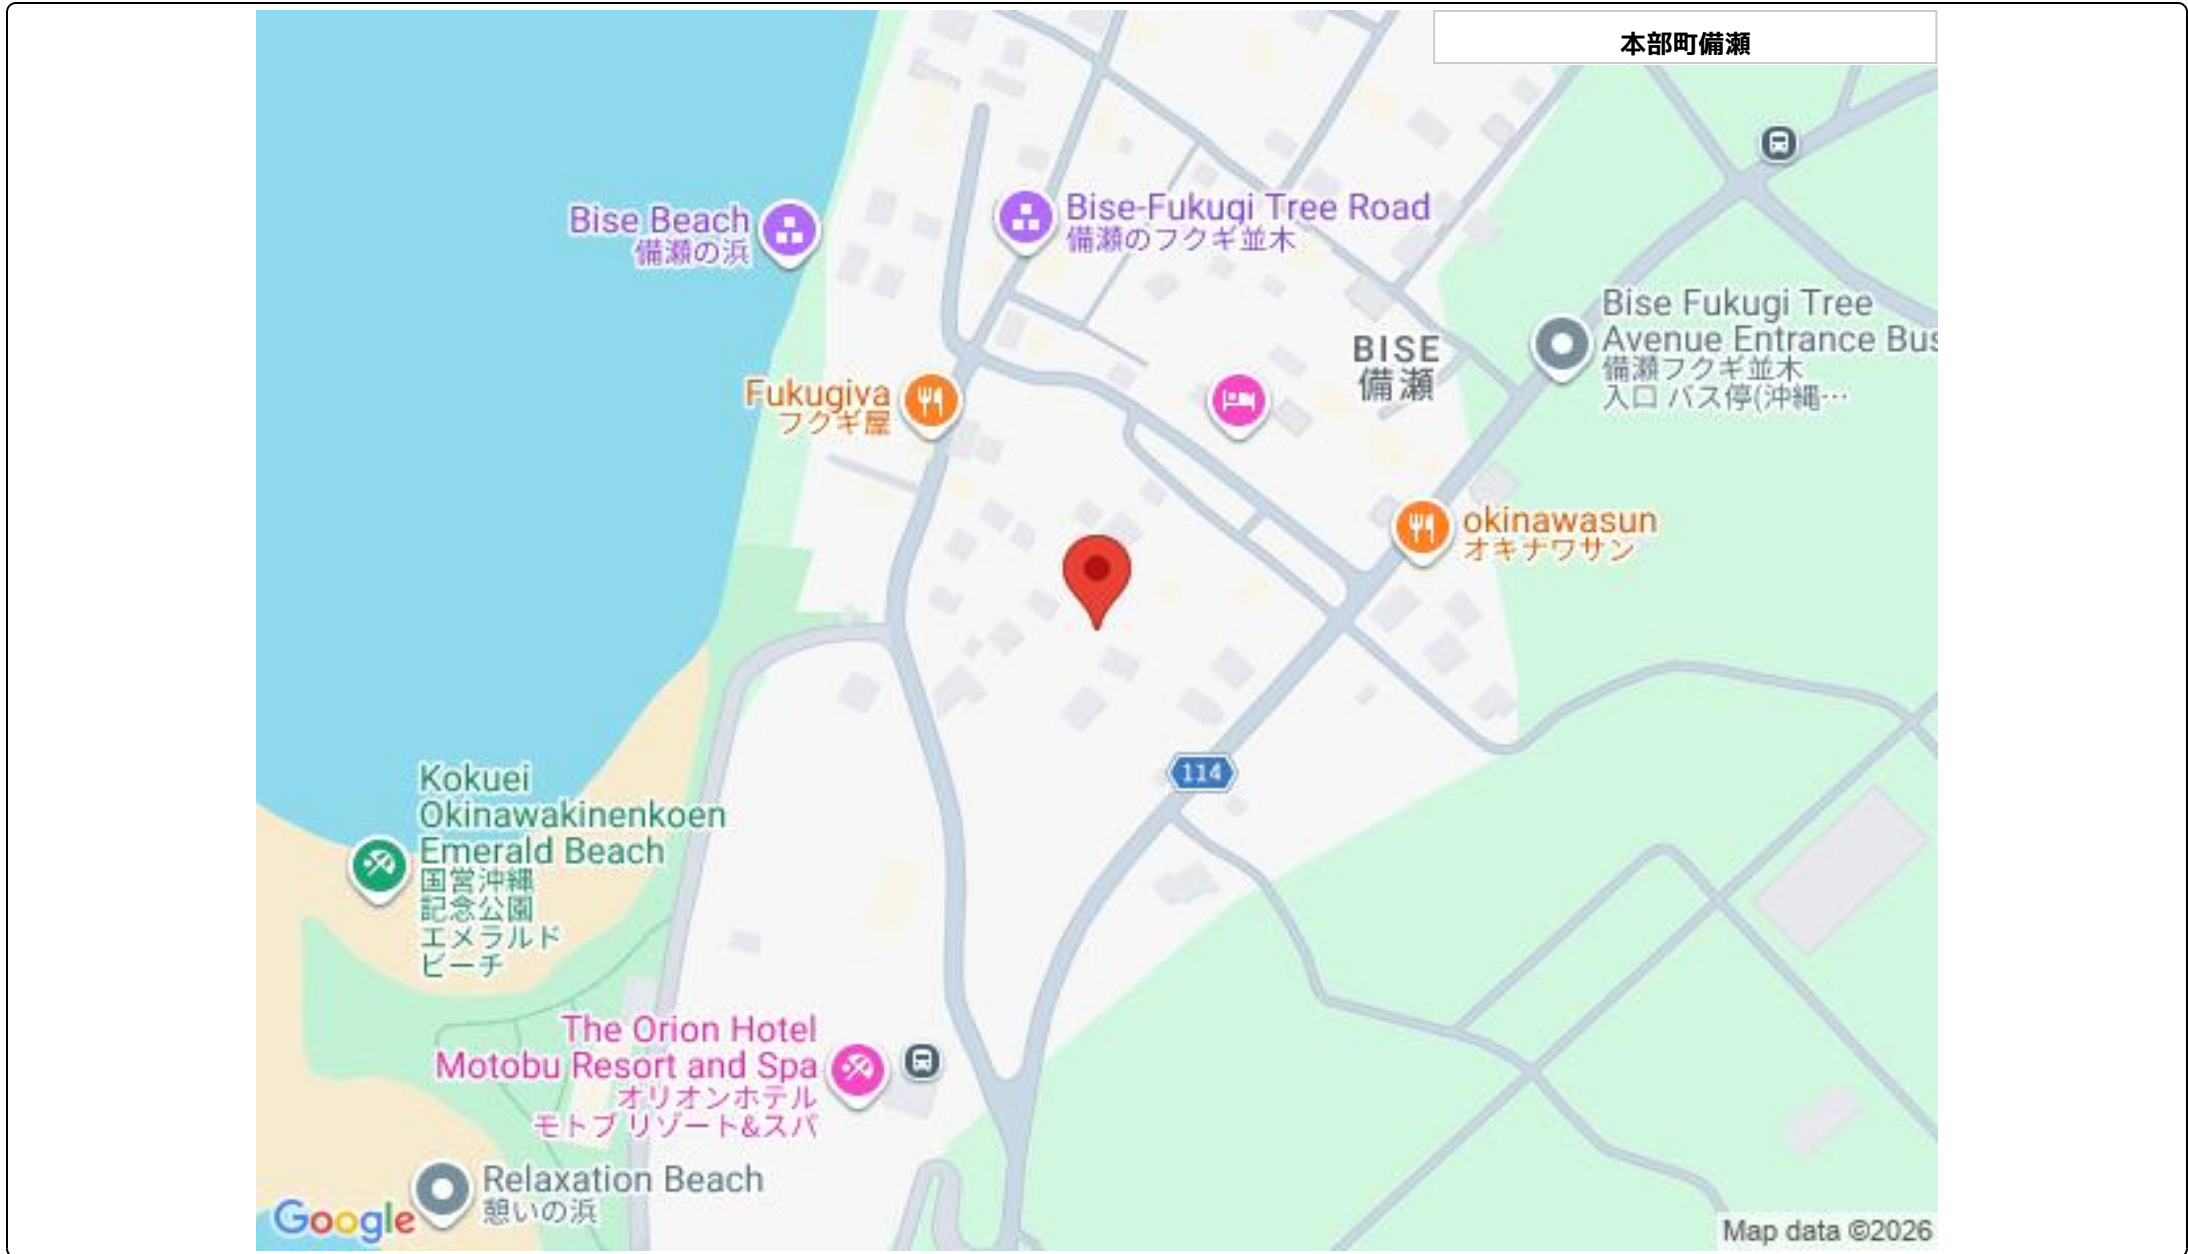 本部町備瀬
Bise Beach
備瀬の浜
Bise-Fukugi Tree Road
備瀬のフクギ並木
Bise Fukugi Tree
Avenue Entrance Bus
備瀬フクギ並木
入口 バス停(沖縄…
BISE
備瀬
Fukugiya
フクギ屋
okinawasun
オキナワサン
114
Kokuei
Okinawakinenkoen
Emerald Beach
国営沖縄
記念公園
エメラルド
ビーチ
The Orion Hotel
Motobu Resort and Spa
オリオンホテル
モトブ リゾート&スパ
Relaxation Beach
憩いの浜
Google
Map data ©2026